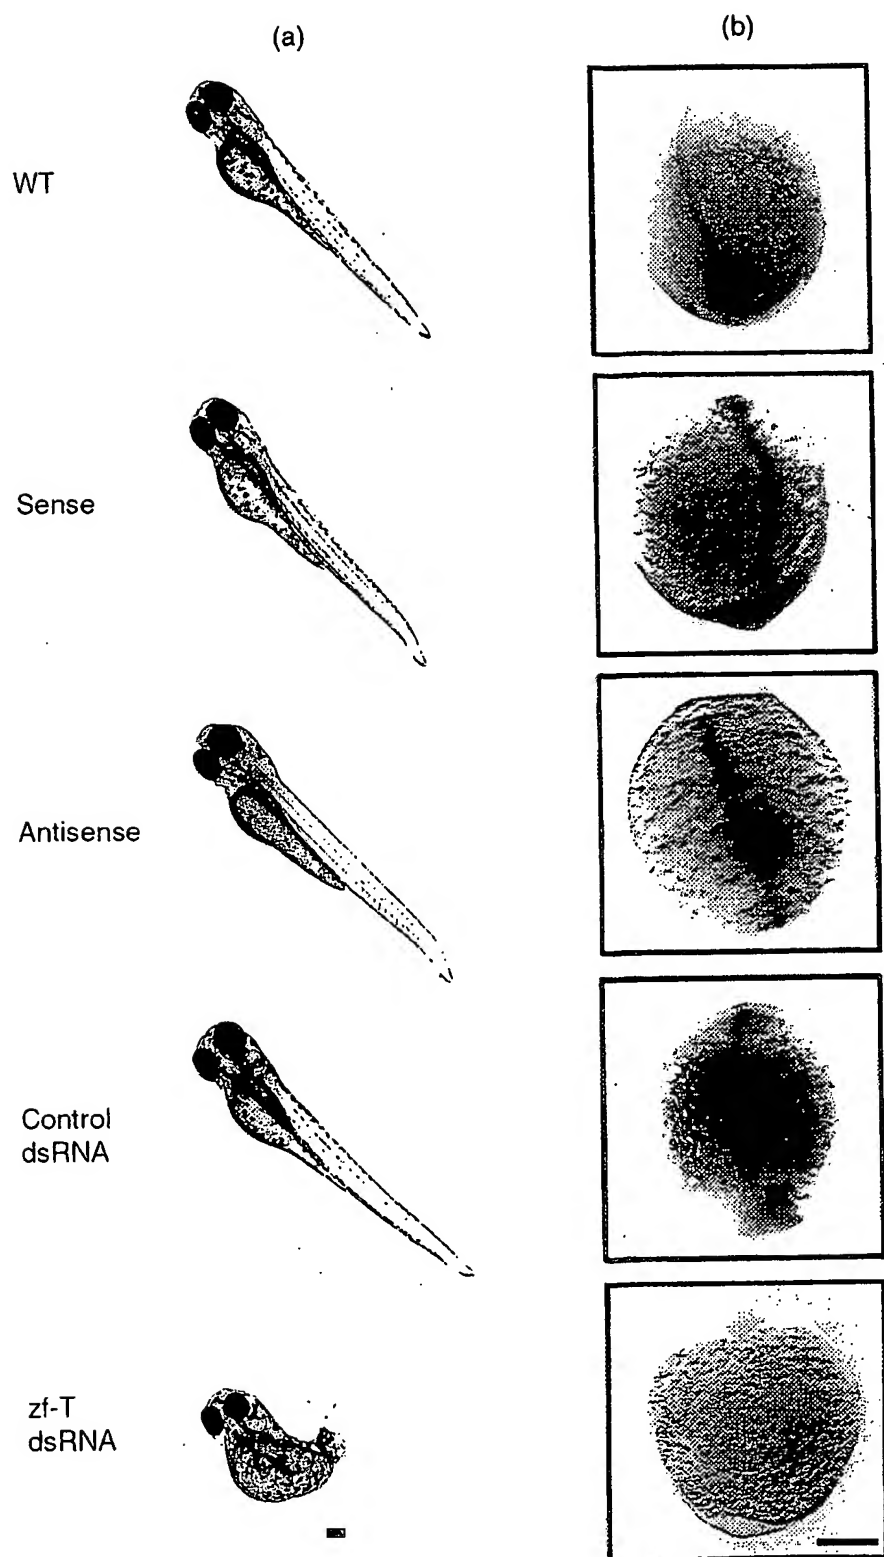 (a)
(b)
WT
Sense
Antisense
Control
dsRNA
zf-T
dsRNA